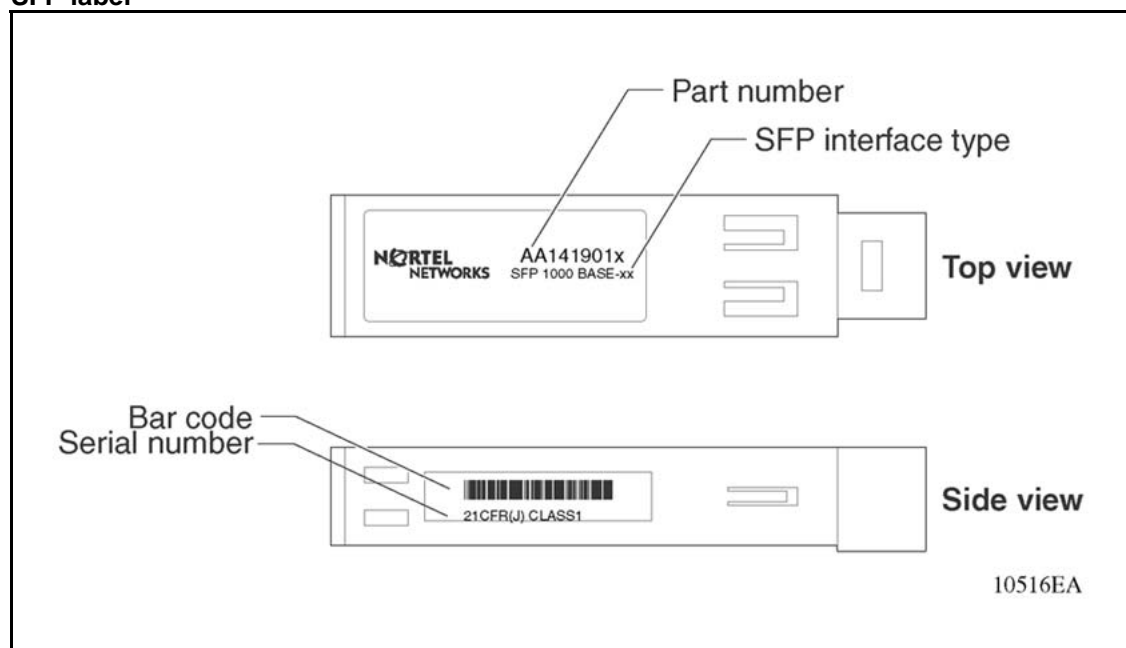 SFP label
Part number
SFP interface type
NORTEL
NETWORKS
AA141901x
SFP 1000 BASE-xx
Top view
Bar code
Serial number
21CFR(J) CLASS1
Side view
10516EA